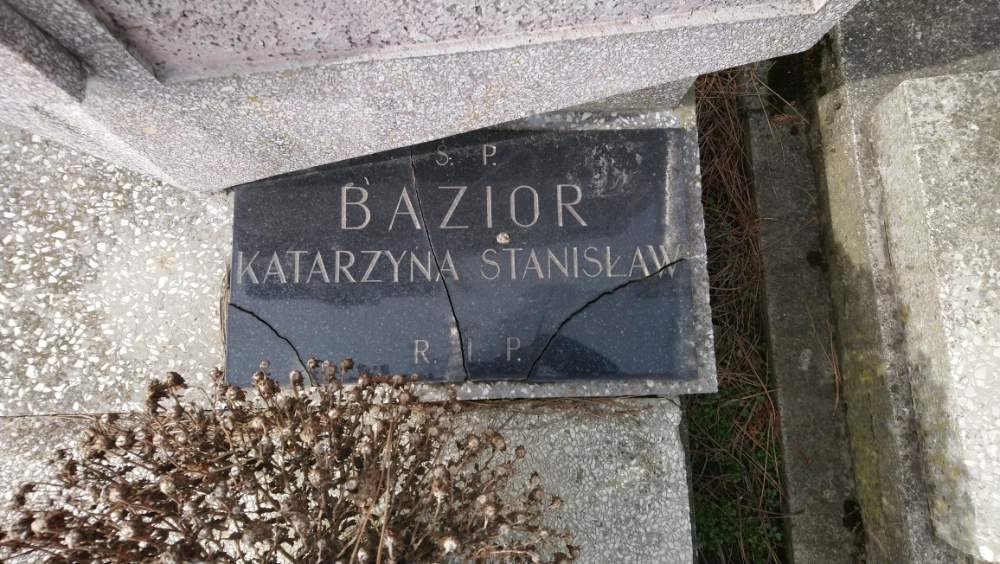 Ś. P.
BAZIOR
KATARZYNA STANISŁAW
R. I P.